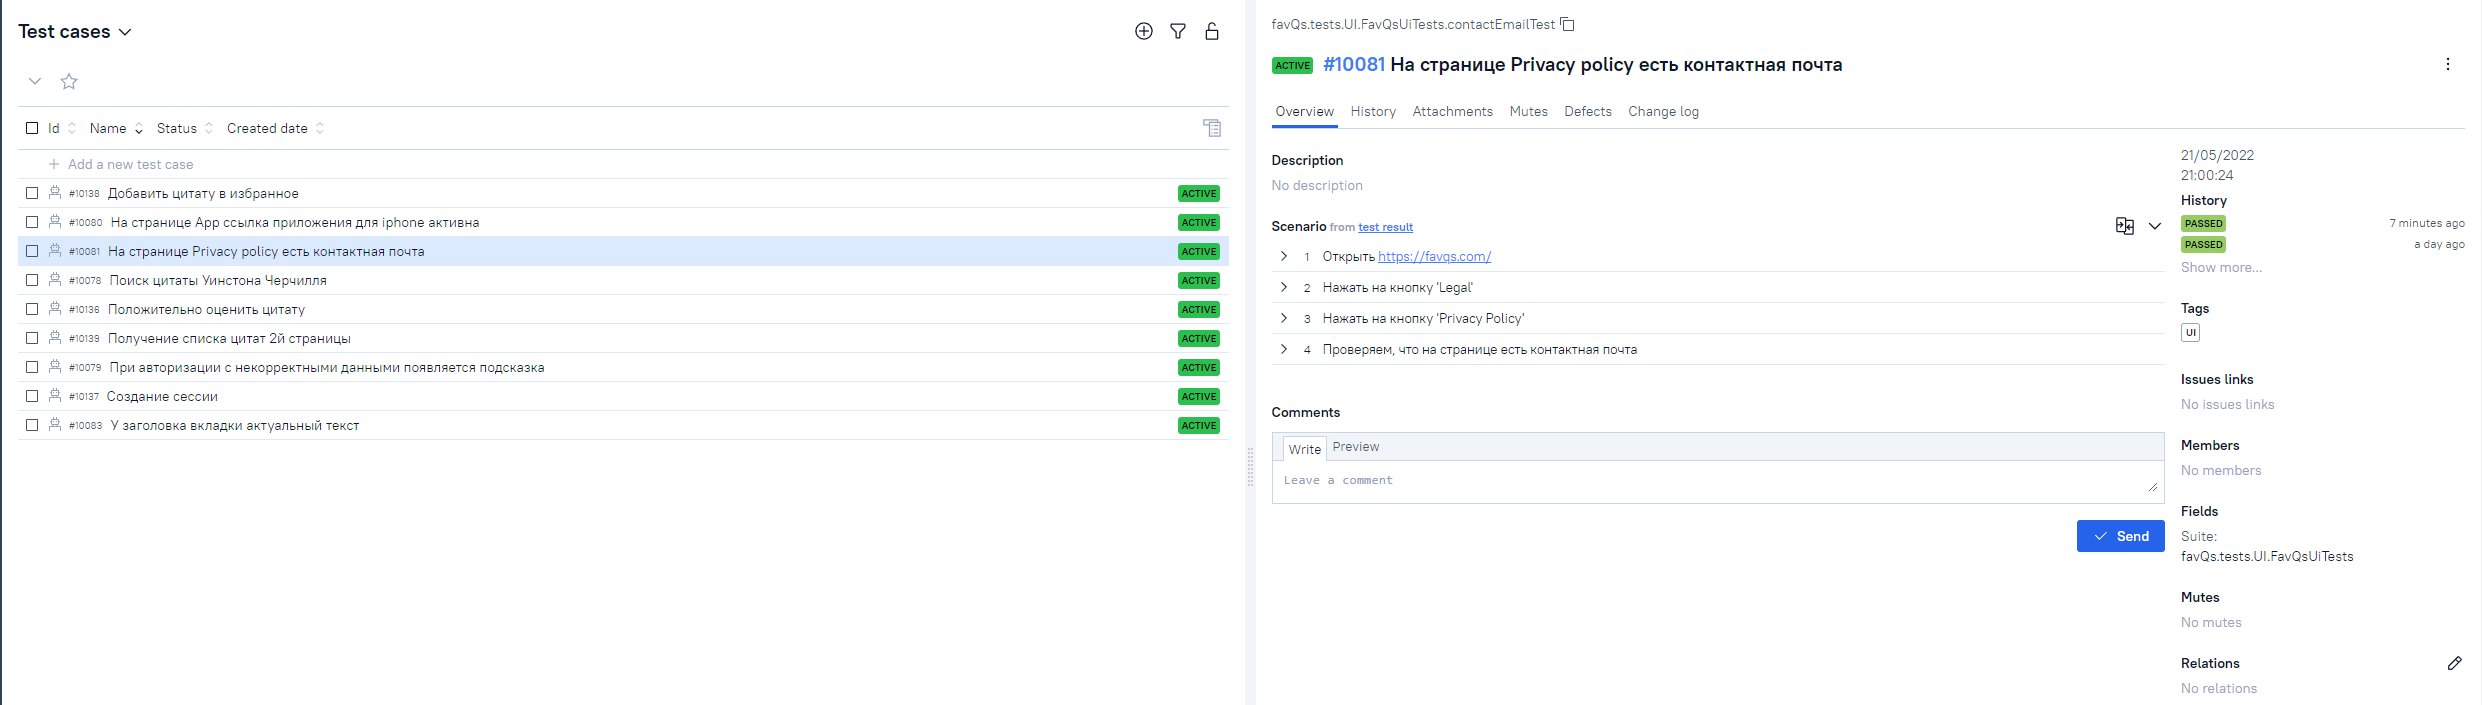 Test cases
Id Name Status Created date
Add a new test case
#10138 Добавить цитату в избранное ACTIVE
#10080 На странице App ссылка приложения для iphone активна ACTIVE
#10081 На странице Privacy policy есть контактная почта ACTIVE
#10078 Поиск цитаты Уинстона Черчилля ACTIVE
#10136 Положительно оценить цитату ACTIVE
#10139 Получение списка цитат 2й страницы ACTIVE
#10079 При авторизации с некорректными данными появляется подсказка ACTIVE
#10137 Создание сессии ACTIVE
#10083 У заголовка вкладки актуальный текст ACTIVE
favQs.tests.UI.FavQsUiTests.contactEmailTest
ACTIVE #10081 На странице Privacy policy есть контактная почта
Overview History Attachments Mutes Defects Change log
Description
No description
Scenario from test result
1 Открыть https://favqs.com/
2 Нажать на кнопку 'Legal'
3 Нажать на кнопку 'Privacy Policy'
4 Проверяем, что на странице есть контактная почта
Comments
Write Preview
Leave a comment
Send
21/05/2022
21:00:24
History
PASSED 7 minutes ago
PASSED a day ago
Show more...
Tags
UI
Issues links
No issues links
Members
No members
Fields
Suite:
favQs.tests.UI.FavQsUiTests
Mutes
No mutes
Relations
No relations